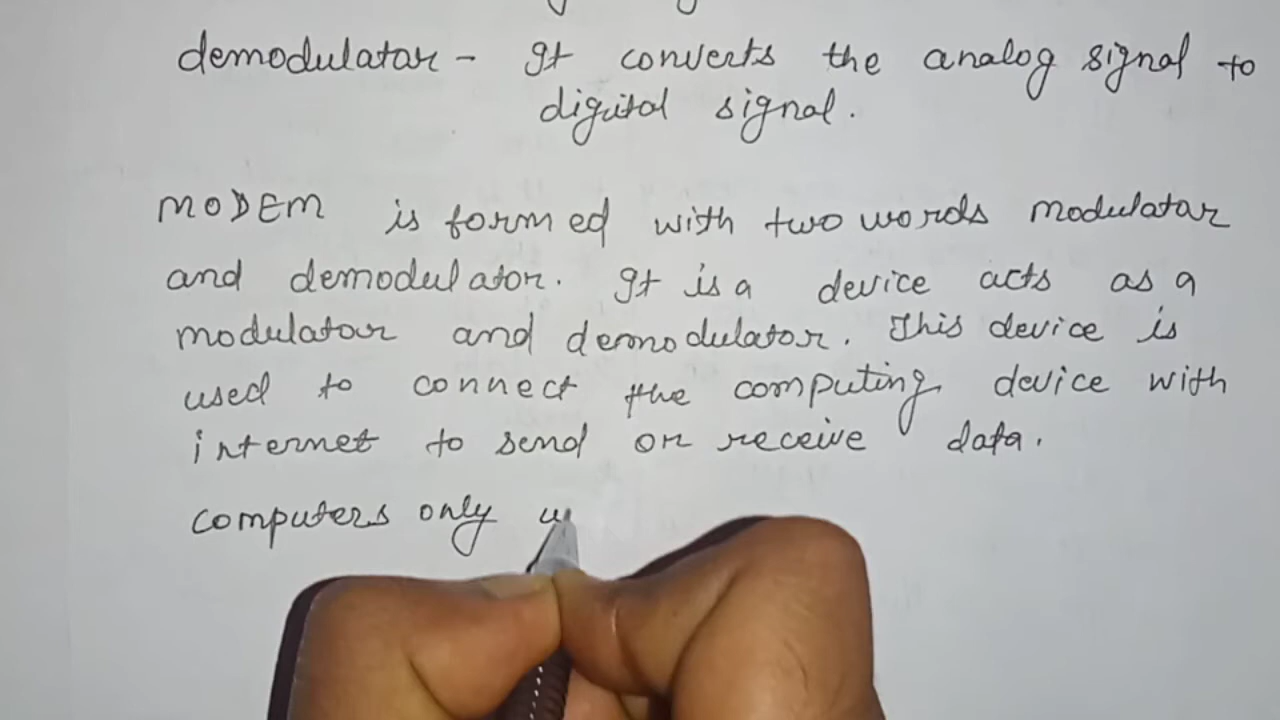 demodulatar - It converts the analog signal to
digital signal.
MODEM is formed with two words modulatar
and demodulator. It is a device acts as a
modulator and demodulator. This device is
used to connect the computing device with
internet to send or receive data.
computers only